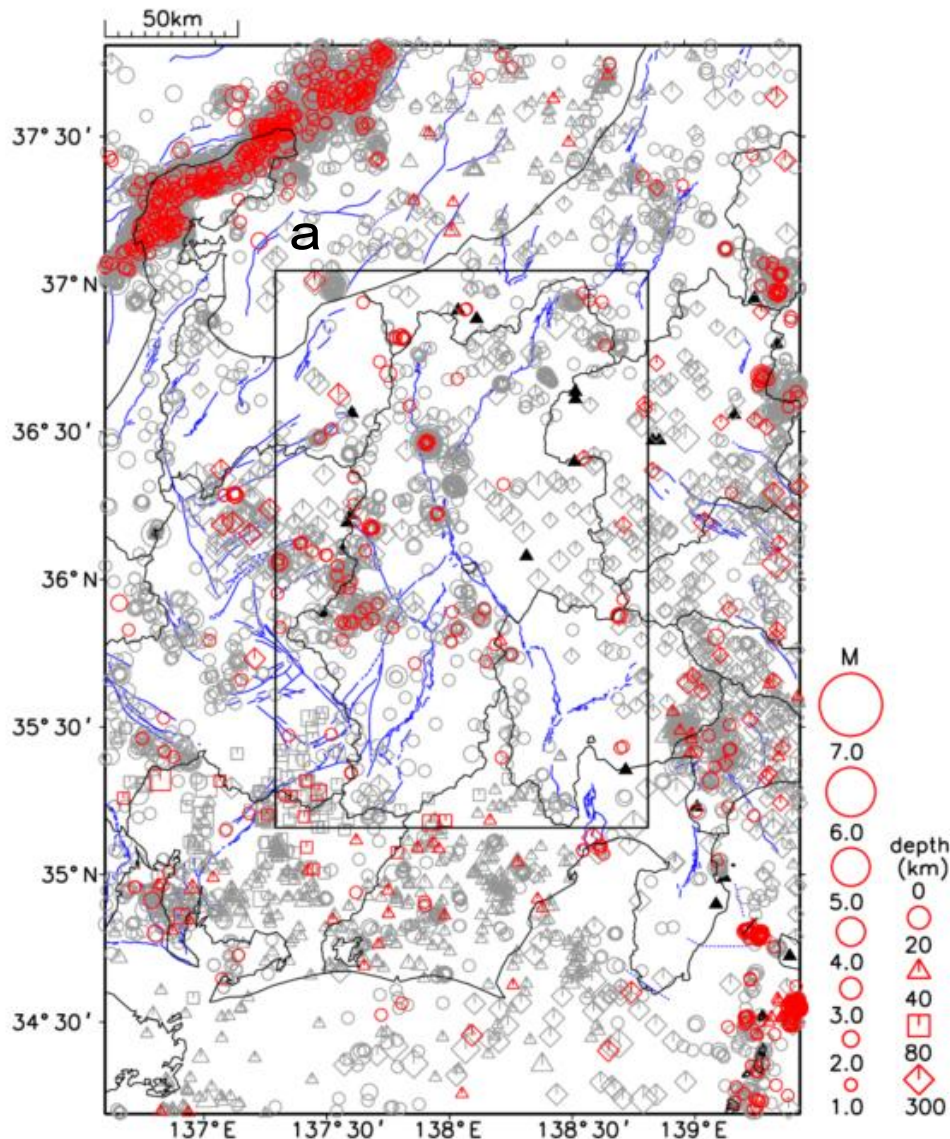 50km
37° 30 ′
a
37° N
36° 30 ′
36° N
35° 30 ′
35° N
34° 30 ′
137° E
137° 30 ′
138° E
138° 30 ′
139° E
M
7.0
6.0
5.0
4.0
3.0
2.0
1.0
depth
(km)
0
20
40
80
300